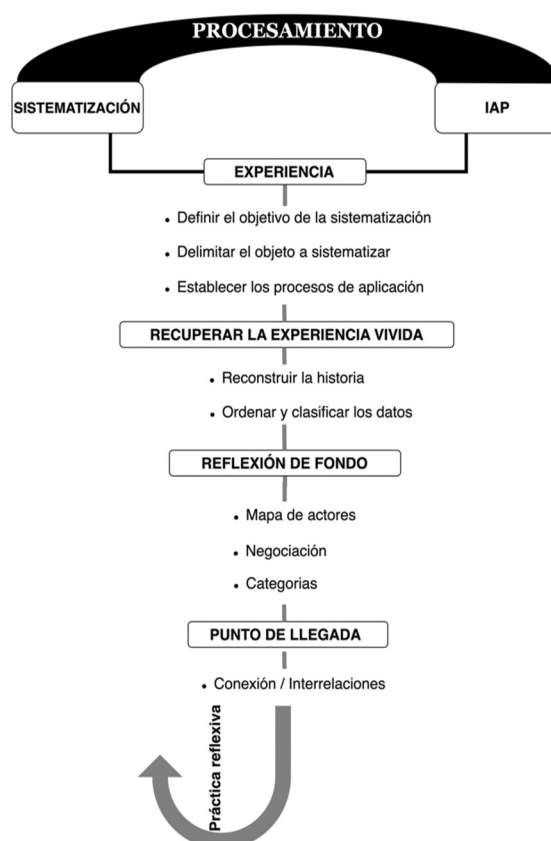 PROCESAMIENTO
SISTEMATIZACIÓN
IAP
EXPERIENCIA
• Definir el objetivo de la sistematización
• Delimitar el objeto a sistematizar
• Establecer los procesos de aplicación
RECUPERAR LA EXPERIENCIA VIVIDA
• Reconstruir la historia
• Ordenar y clasificar los datos
REFLEXIÓN DE FONDO
• Mapa de actores
• Negociación
• Categorias
PUNTO DE LLEGADA
• Conexión / Interrelaciones
Práctica reflexiva